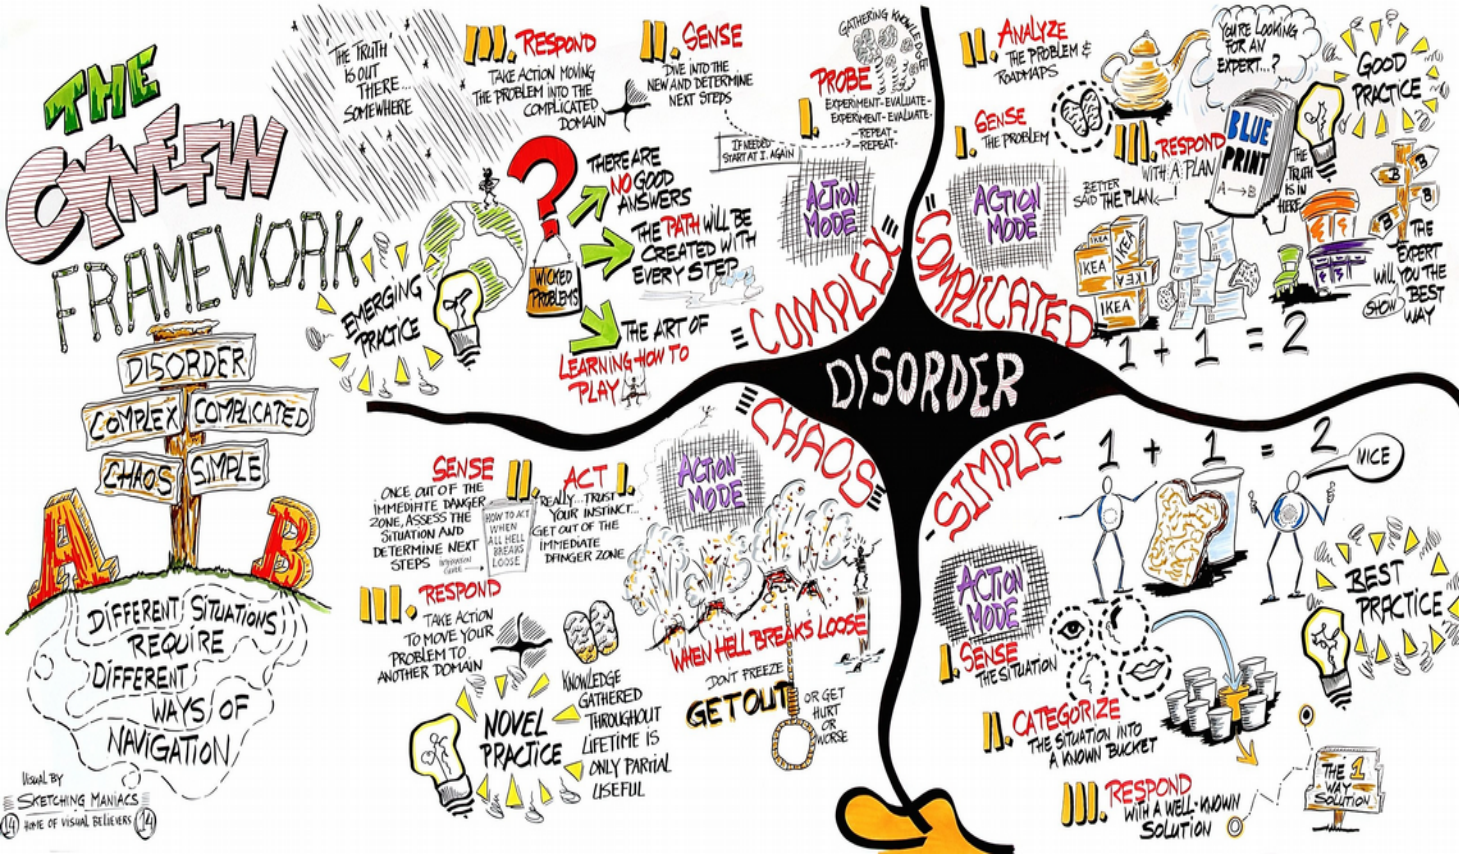 THE
CYNEFW
FRAMEWORK
DISORDER
COMPLEX
COMPLICATED
CHAOS
SIMPLE
A
B
DIFFERENT SITUATIONS
REQUIRE
DIFFERENT
WAYS OF
NAVIGATION
VISUAL BY
SKETCHING MANIACS
14 HOME OF VISUAL BELIEVERS 14
'THE TRUTH'
IS OUT
THERE...
SOMEWHERE
III. RESPOND
TAKE ACTION MOVING
THE PROBLEM INTO THE
COMPLICATED
DOMAIN
II. SENSE
DIVE INTO THE
NEW AND DETERMINE
NEXT STEPS
GATHERING KNOWLEDGE
I. PROBE
EXPERIMENT-EVALUATE-
EXPERIMENT-EVALUATE-
-REPEAT-
-REPEAT-
IF NEEDED
START AT I. AGAIN
ACTION
MODE
?
WICKED
PROBLEMS
THERE ARE
NO GOOD
ANSWERS
THE PATH WILL BE
CREATED WITH
EVERY STEP
THE ART OF
LEARNING HOW TO
PLAY
EMERGING
PRACTICE
COMPLEX
II. ANALYZE
THE PROBLEM &
ROADMAPS
I. SENSE
THE PROBLEM
ACTION
MODE
III. RESPOND
WITH A PLAN
BETTER
SAID THE PLAN
YOU'RE LOOKING
FOR AN
EXPERT...?
BLUE
PRINT
A → B
THE
TRUTH
IS IN
HERE
GOOD
PRACTICE
B
B
B
B
IKEA
IKEA
IKEA
IKEA
IKEA
THE
EXPERT
WILL YOU THE
SHOW BEST
WAY
1 + 1 = 2
COMPLICATED
DISORDER
CHAOS
ACTION
MODE
SENSE II.
ONCE OUT OF THE
IMMEDIATE DANGER
ZONE, ASSESS THE
SITUATION AND
DETERMINE NEXT
STEPS
HOW TO ACT
WHEN
ALL HELL
BREAKS
LOOSE
ACT I.
REALLY... TRUST
YOUR INSTINCT...
GET OUT OF THE
IMMEDIATE
DANGER ZONE
III. RESPOND
TAKE ACTION
TO MOVE YOUR
PROBLEM TO
ANOTHER DOMAIN
NOVEL
PRACTICE
KNOWLEDGE
GATHERED
THROUGHOUT
LIFETIME IS
ONLY PARTIAL
USEFUL
WHEN HELL BREAKS LOOSE
DON'T FREEZE
GET OUT
OR GET
HURT
OR
WORSE
SIMPLE
1 + 1 = 2
NICE
ACTION
MODE
BEST
PRACTICE
I. SENSE
THE SITUATION
II. CATEGORIZE
THE SITUATION INTO
A KNOWN BUCKET
III. RESPOND
WITH A WELL-KNOWN
SOLUTION
THE 1
WAY
SOLUTION